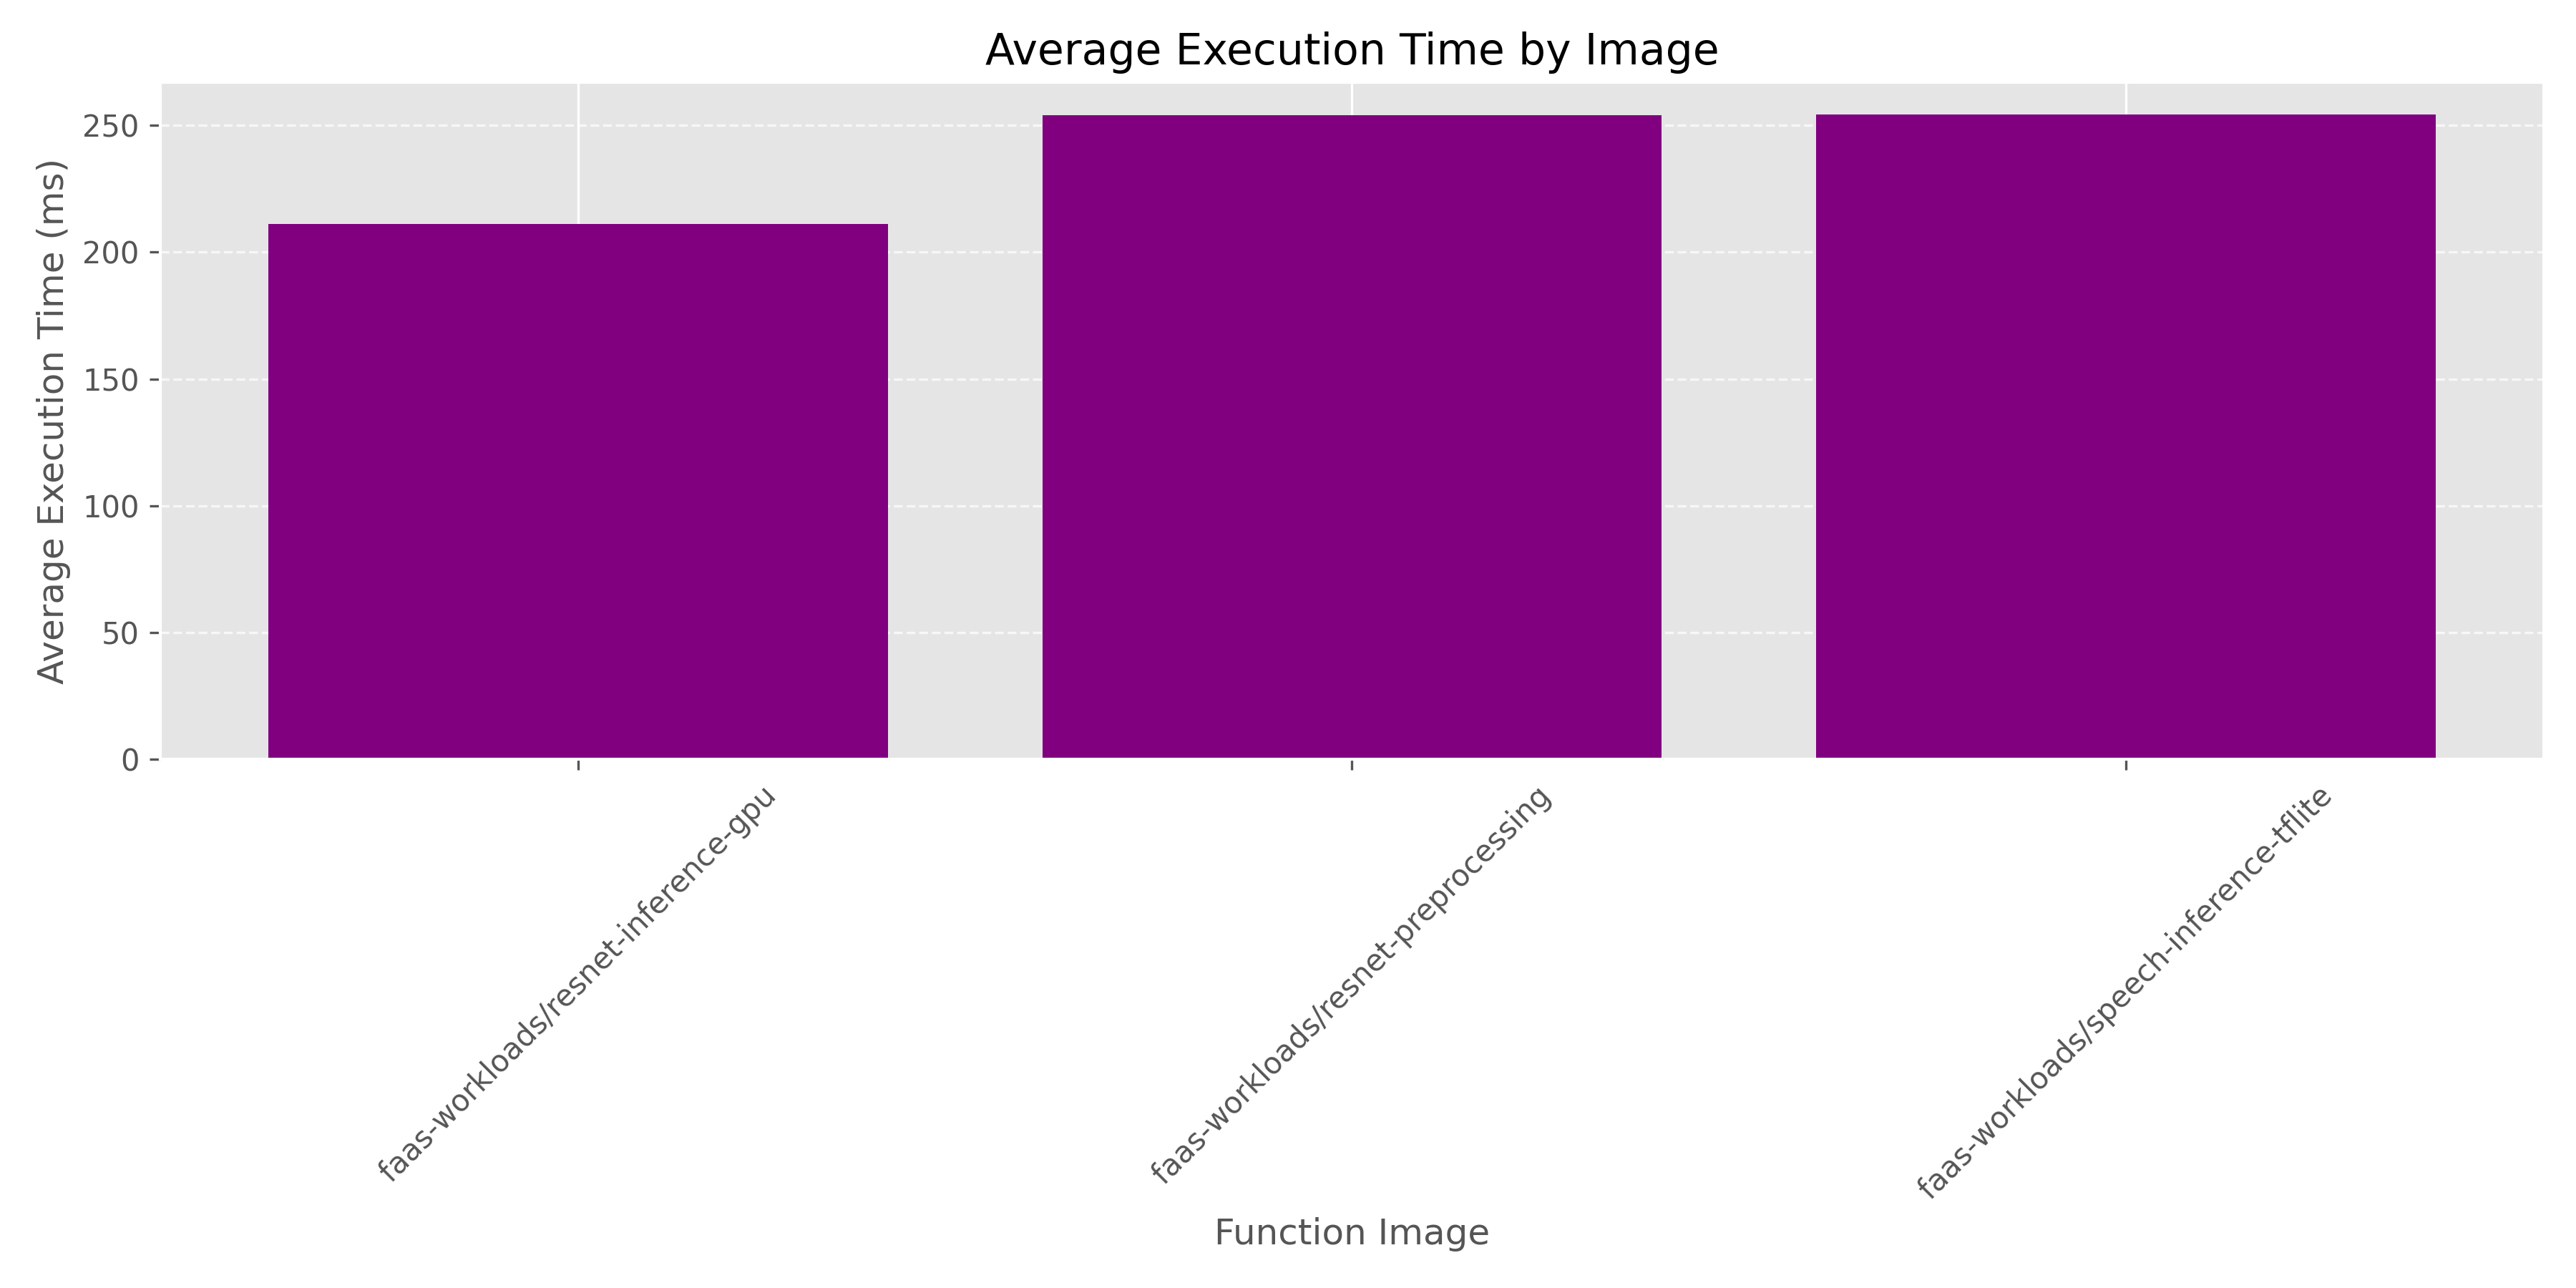 Average Execution Time by Image
Average Execution Time (ms)
250
200
150
100
50
0
faas-workloads/resnet-inference-gpu
faas-workloads/resnet-preprocessing
faas-workloads/speech-inference-tflite
Function Image